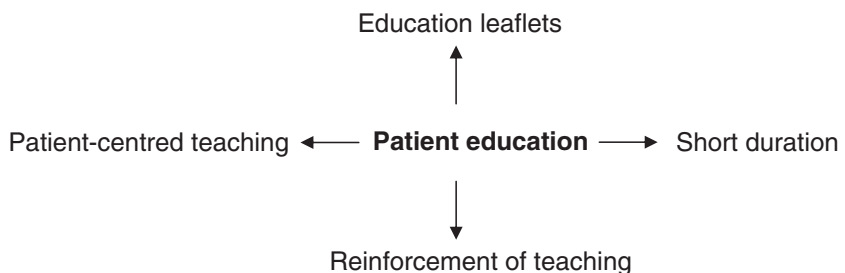 Education leaflets
Patient-centred teaching Patient education Short duration
Reinforcement of teaching